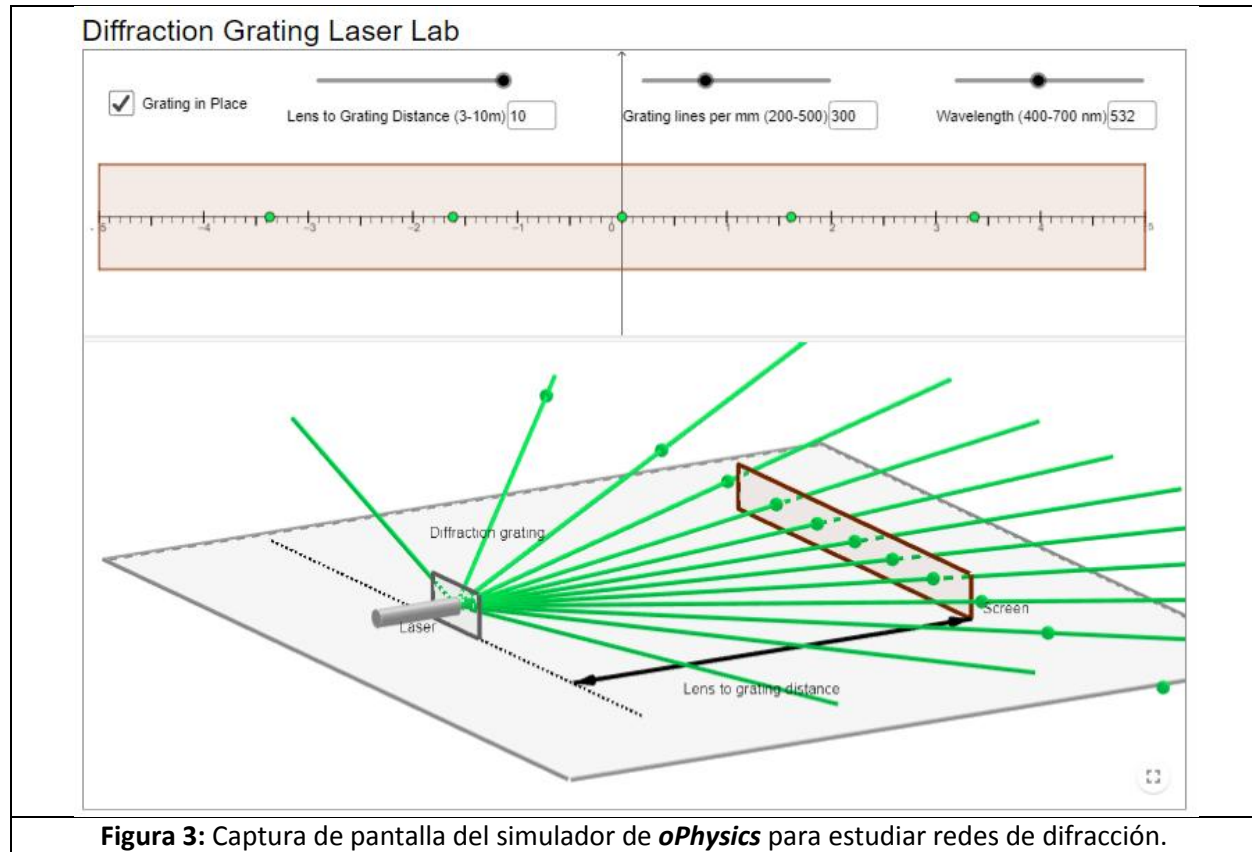 Diffraction Grating Laser Lab
Grating in Place
Lens to Grating Distance (3-10m) 10
Grating lines per mm (200-500) 300
Wavelength (400-700 nm) 532
- 5 -4 -3 -2 -1 0 1 2 3 4 5
Diffraction grating
Laser
Screen
Lens to grating distance
Figura 3: Captura de pantalla del simulador de oPhysics para estudiar redes de difracción.